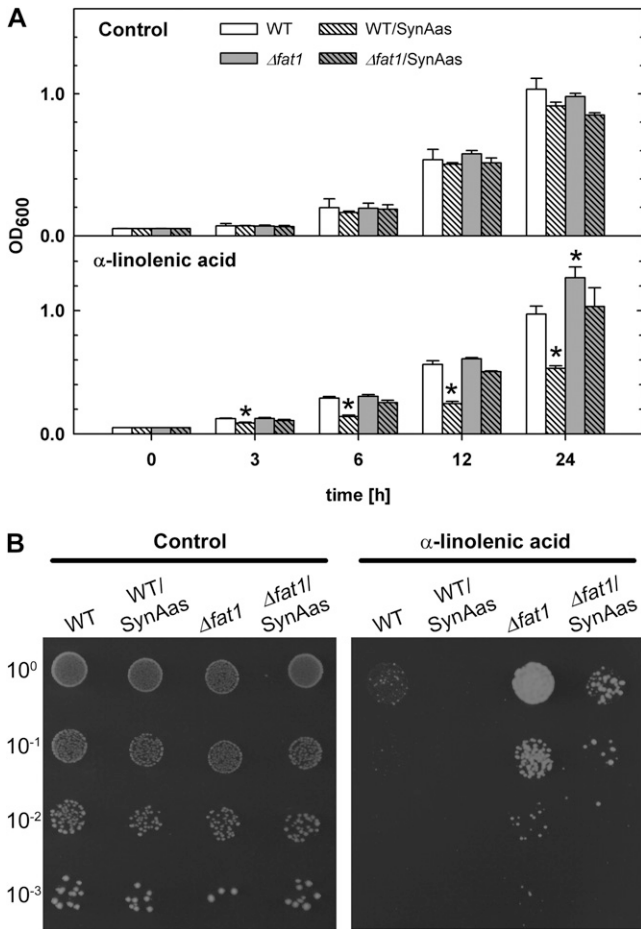 A
Control
WT
WT/SynAas
Δfat1
Δfat1/SynAas
1.0
0.0
OD600
α-linolenic acid
*
1.0
*
*
*
*
0.0
0 3 6 12 24
time [h]
B
Control
α-linolenic acid
WT
WT/
SynAas
Δfat1
Δfat1/
SynAas
WT
WT/
SynAas
Δfat1
Δfat1/
SynAas
10⁰
10⁻¹
10⁻²
10⁻³